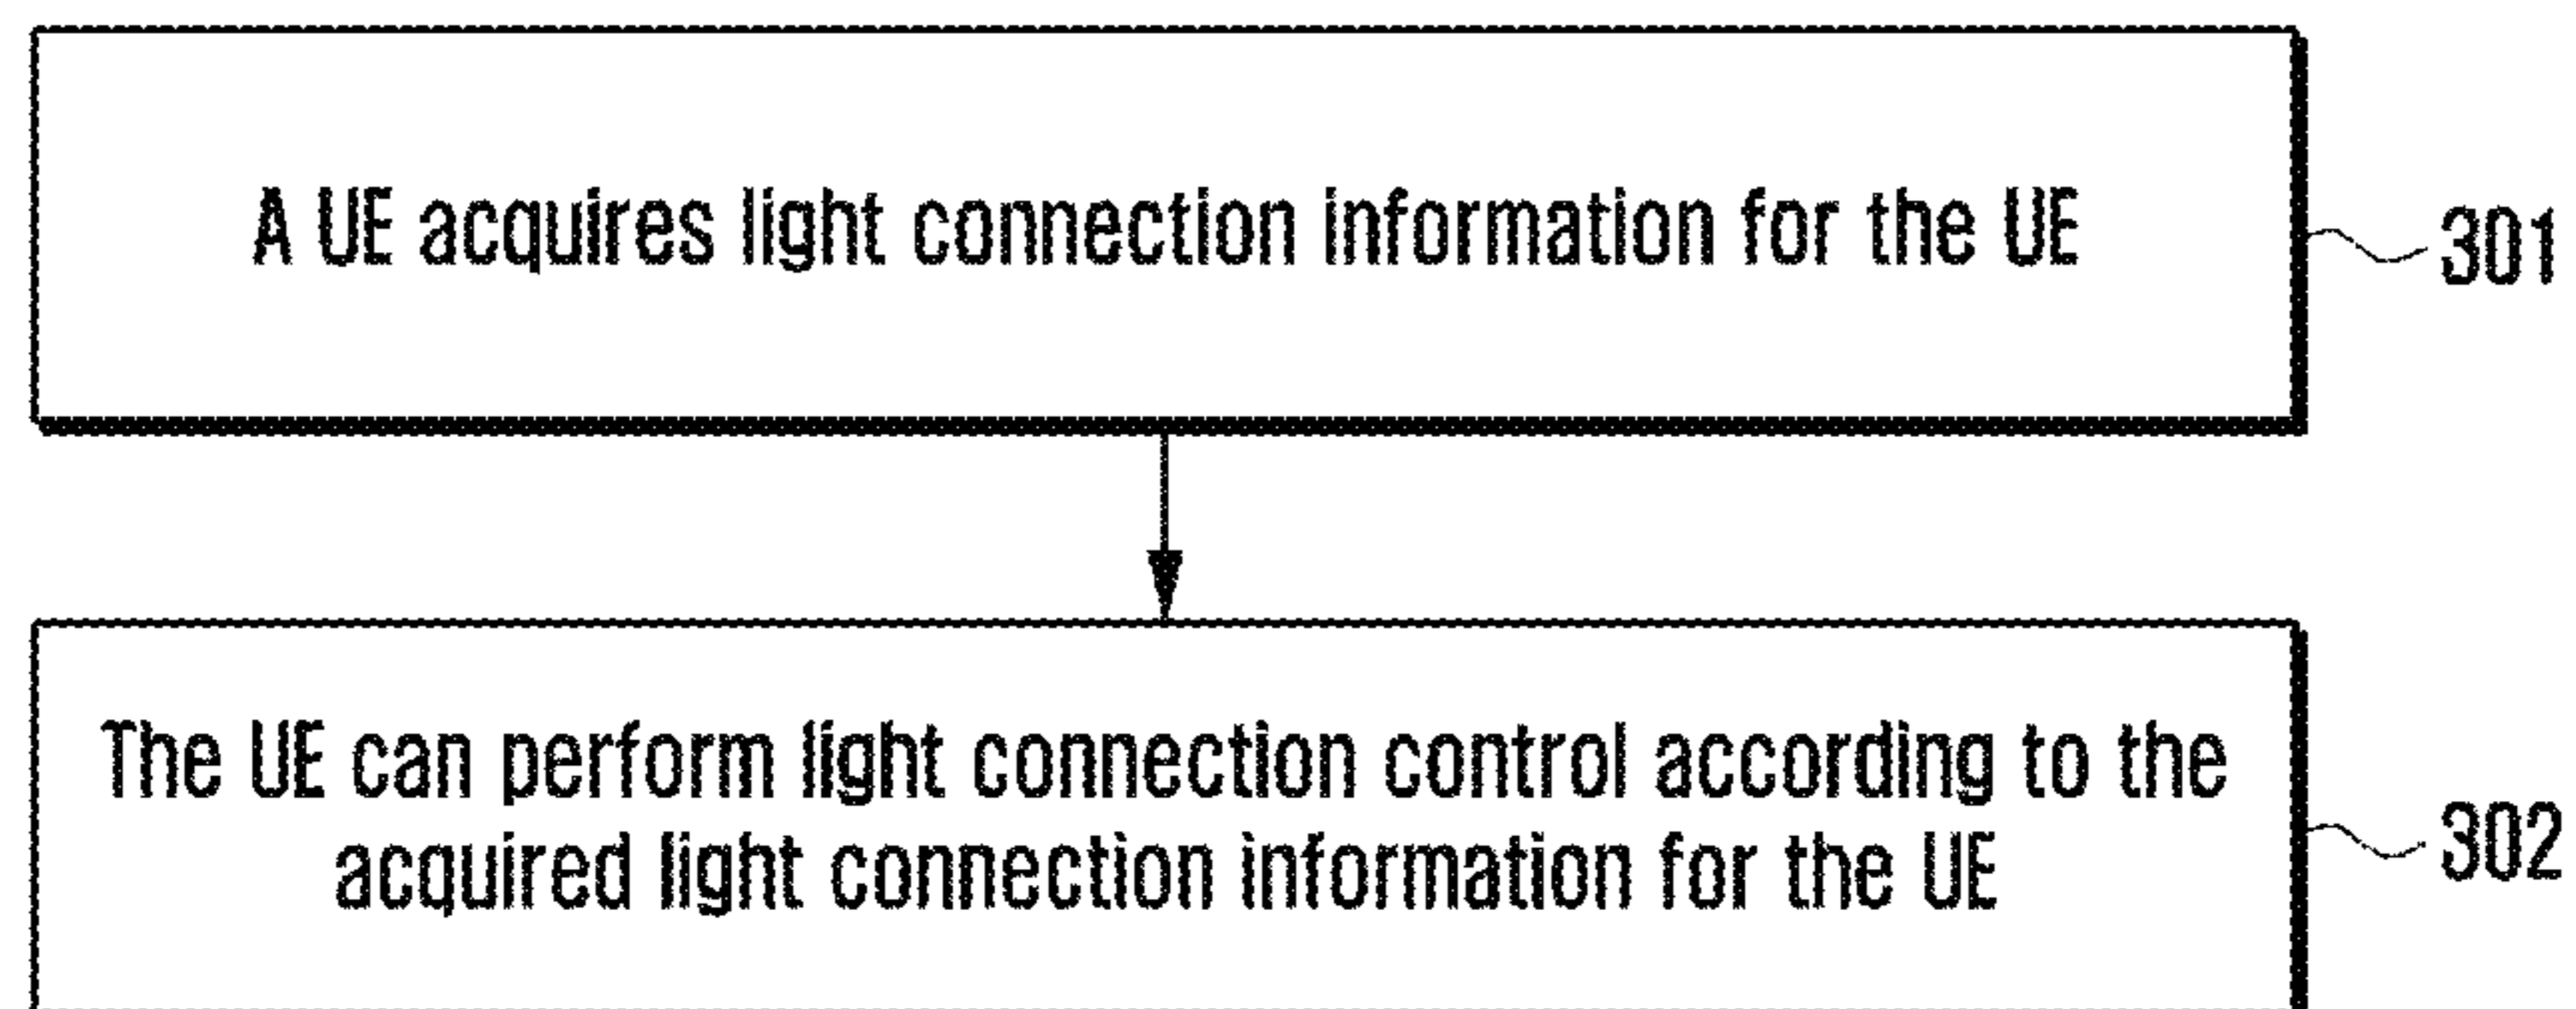 A UE acquires light connection information for the UE
301
The UE can perform light connection control according to the
acquired light connection information for the UE
302